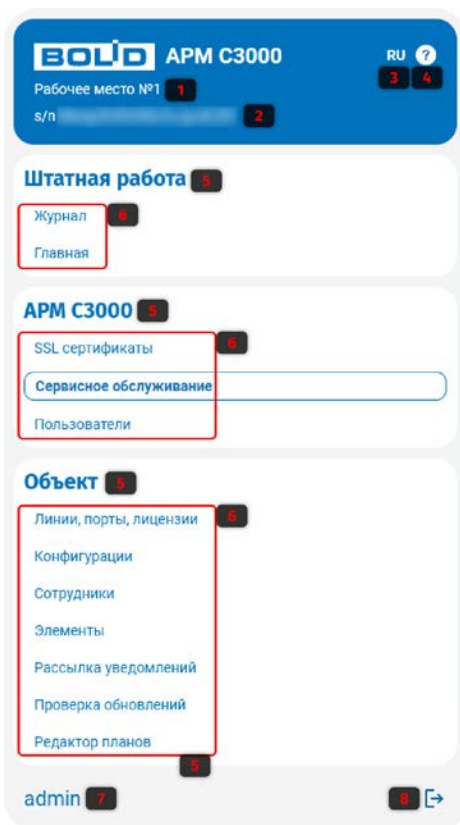 BOLID АРМ С3000 RU ?
Рабочее место №1 1 3 4
s/n 2
Штатная работа 5
Журнал 6
Главная
АРМ С3000 5
SSL сертификаты 6
Сервисное обслуживание
Пользователи
Объект 5
Линии, порты, лицензии 6
Конфигурации
Сотрудники
Элементы
Рассылка уведомлений
Проверка обновлений
Редактор планов
5
admin 7 8